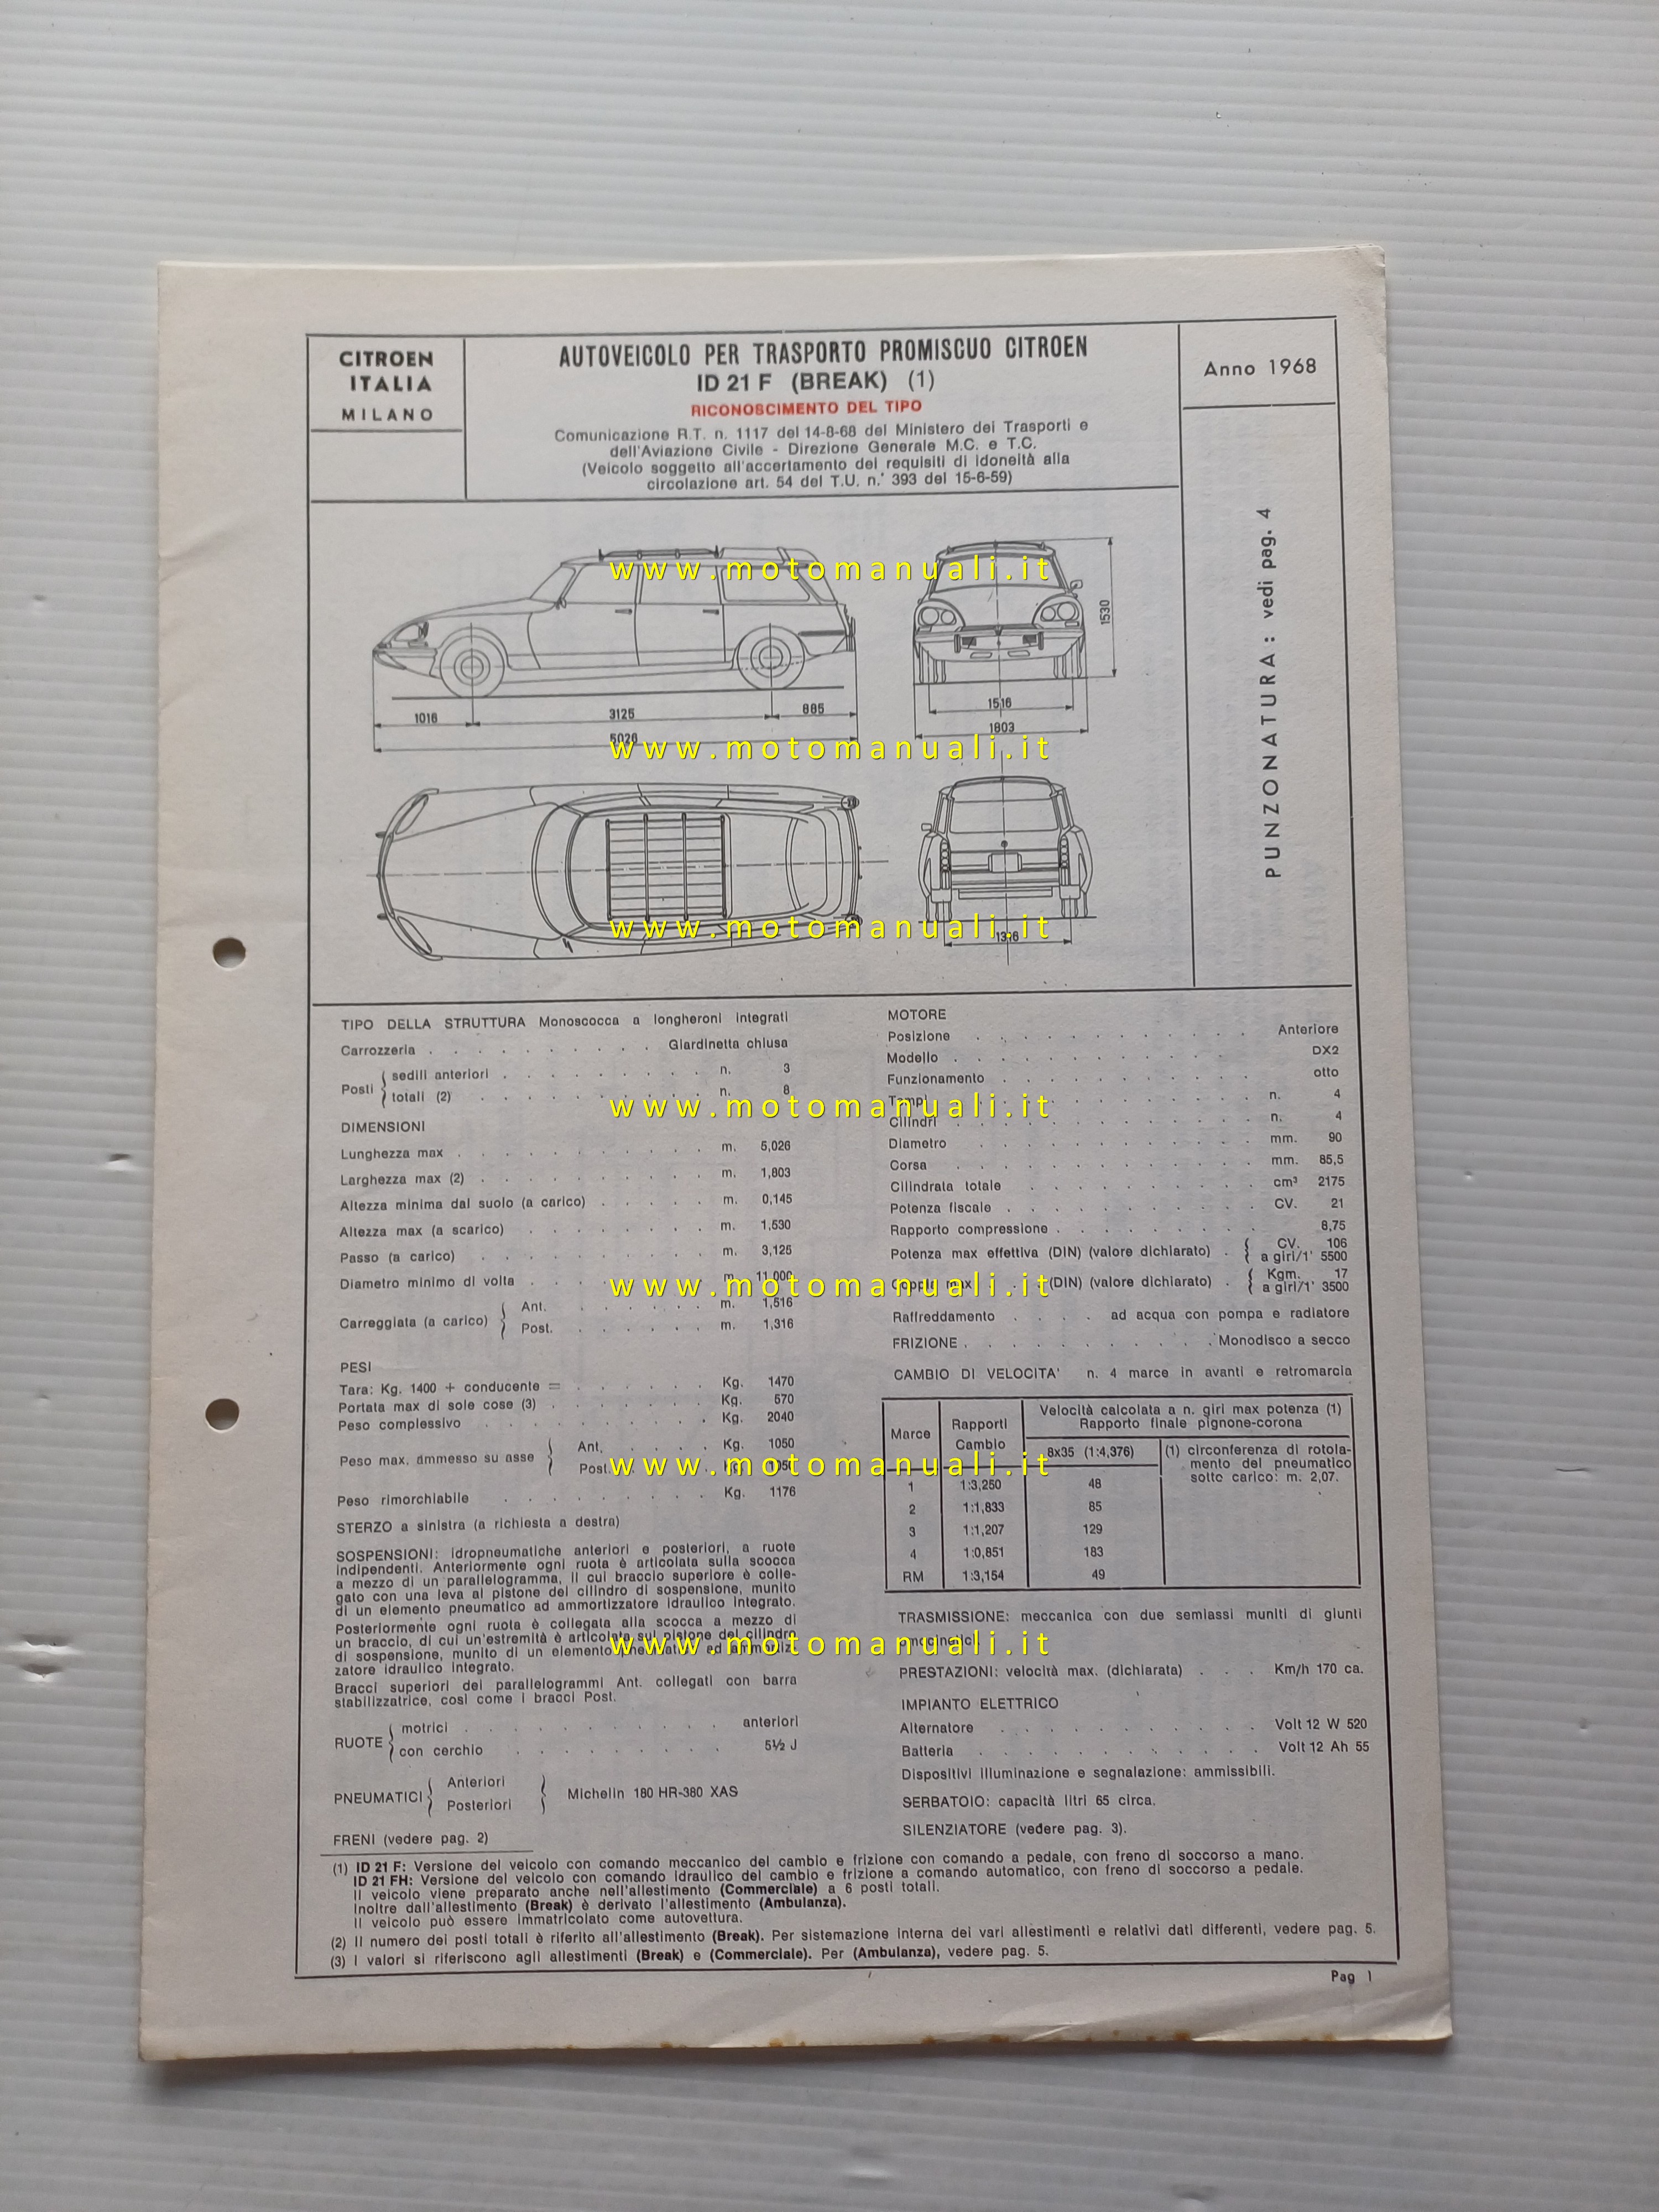 CITROEN
ITALIA
MILANO
AUTOVEICOLO PER TRASPORTO PROMISCUO CITROEN
ID 21 F (BREAK) (1)
RICONOSCIMENTO DEL TIPO
Comunicazione R.T. n. 1117 del 14-8-68 del Ministero dei Trasporti e
dell'Aviazione Civile - Direzione Generale M.C. e T.C.
(Veicolo soggetto all'accertamento dei requisiti di idoneità alla
circolazione art. 54 del T.U. n.° 393 del 15-6-59)
Anno 1968
PUNZONATURA: vedi pag. 4
www.motomanuali.it
1530
1016 3125 885
5026
1516
1803
www.motomanuali.it
www.motomanuali.it
1316
TIPO DELLA STRUTTURA Monoscocca a longheroni integrati
Carrozzeria . . . . . . . . . . Giardinetta chiusa
Posti
sedili anteriori . . . . . . . . . n. 3
totali (2) . . . . . . . . . n. 8
www.motomanuali.it
DIMENSIONI
Lunghezza max . . . . . . . . . . m. 5,026
Larghezza max (2) . . . . . . . . . m. 1,803
Altezza minima dal suolo (a carico) . . . . m. 0,145
Altezza max (a scarico) . . . . . . . m. 1,530
Passo (a carico) . . . . . . . . . m. 3,125
Diametro minimo di volta . . . . . . . m. 11,000
www.motomanuali.it
Carreggiata (a carico)
Ant. . . . . . . m. 1,516
Post. . . . . . . m. 1,316
PESI
Tara: Kg. 1400 + conducente = . . . . . . Kg. 1470
Portata max di sole cose (3) . . . . . . . Kg. 570
Peso complessivo . . . . . . . . . Kg. 2040
Peso max. ammesso su asse
Ant. . . . . Kg. 1050
Post. . . . . Kg. 1050
www.motomanuali.it
Peso rimorchiabile . . . . . . . . . Kg. 1176
STERZO a sinistra (a richiesta a destra)
SOSPENSIONI: idropneumatiche anteriori e posteriori, a ruote
indipendenti. Anteriormente ogni ruota è articolata sulla scocca
a mezzo di un parallelogramma, il cui braccio superiore è colle-
gato con una leva al pistone del cilindro di sospensione, munito
di un elemento pneumatico ad ammortizzatore idraulico integrato.
Posteriormente ogni ruota è collegata alla scocca a mezzo di
un braccio, di cui un'estremità è articolata sul pistone del cilindro
di sospensione, munito di un elemento pneumatico ed ammortiz-
zatore idraulico integrato.
www.motomanuali.it
Bracci superiori dei parallelogrammi Ant. collegati con barra
stabilizzatrice, così come i bracci Post.
RUOTE
motrici . . . . . . . . . . anteriori
con cerchio . . . . . . . . 5½ J
PNEUMATICI
Anteriori
Posteriori
Michelin 180 HR-380 XAS
FRENI (vedere pag. 2)
MOTORE
Posizione . . . . . . . . . . Anteriore
Modello . . . . . . . . . . . DX2
Funzionamento . . . . . . . . . . otto
Tempi . . . . . . . . . . n. 4
Cilindri . . . . . . . . . . n. 4
Diametro . . . . . . . . . . mm. 90
Corsa . . . . . . . . . . . mm. 85,5
Cilindrata totale . . . . . . . . cm³ 2175
Potenza fiscale . . . . . . . . . CV. 21
Rapporto compressione . . . . . . . . 8,75
Potenza max effettiva (DIN) (valore dichiarato) . CV. 106
a giri/1' 5500
Coppia max . . . (DIN) (valore dichiarato) . Kgm. 17
a giri/1' 3500
Raffreddamento . . . . ad acqua con pompa e radiatore
FRIZIONE . . . . . . . . . . Monodisco a secco
CAMBIO DI VELOCITA' n. 4 marce in avanti e retromarcia
Marce
Rapporti
Cambio
Velocità calcolata a n. giri max potenza (1)
Rapporto finale pignone-corona
8x35 (1:4,376)
(1) circonferenza di rotola-
mento del pneumatico
sotto carico: m. 2,07.
1 1:3,250 48
2 1:1,833 85
3 1:1,207 129
4 1:0,851 183
RM 1:3,154 49
TRASMISSIONE: meccanica con due semiassi muniti di giunti
omocinetici.
PRESTAZIONI: velocità max. (dichiarata) . . . Km/h 170 ca.
IMPIANTO ELETTRICO
Alternatore . . . . . . . . . . Volt 12 W 520
Batteria . . . . . . . . . . Volt 12 Ah 55
Dispositivi illuminazione e segnalazione: ammissibili.
SERBATOIO: capacità litri 65 circa.
SILENZIATORE (vedere pag. 3).
(1) ID 21 F: Versione del veicolo con comando meccanico del cambio e frizione con comando a pedale, con freno di soccorso a mano.
ID 21 FH: Versione del veicolo con comando idraulico del cambio e frizione a comando automatico, con freno di soccorso a pedale.
Il veicolo viene preparato anche nell'allestimento (Commerciale) a 6 posti totali.
Inoltre dall'allestimento (Break) è derivato l'allestimento (Ambulanza).
Il veicolo può essere immatricolato come autovettura.
(2) Il numero dei posti totali è riferito all'allestimento (Break). Per sistemazione interna dei vari allestimenti e relativi dati differenti, vedere pag. 5.
(3) I valori si riferiscono agli allestimenti (Break) e (Commerciale). Per (Ambulanza), vedere pag. 5.
Pag 1